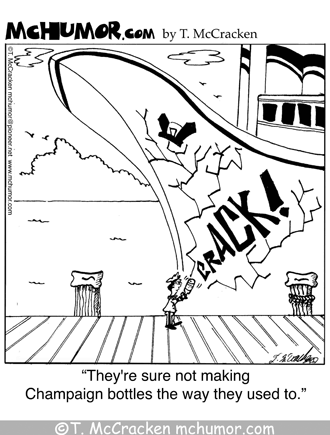 McHUMOR.com by T. McCracken
©T. McCracken mchumor@pioneer.net www.mchumor.com
CRACK!
"They're sure not making
Champaign bottles the way they used to."
©T. McCracken mchumor.com